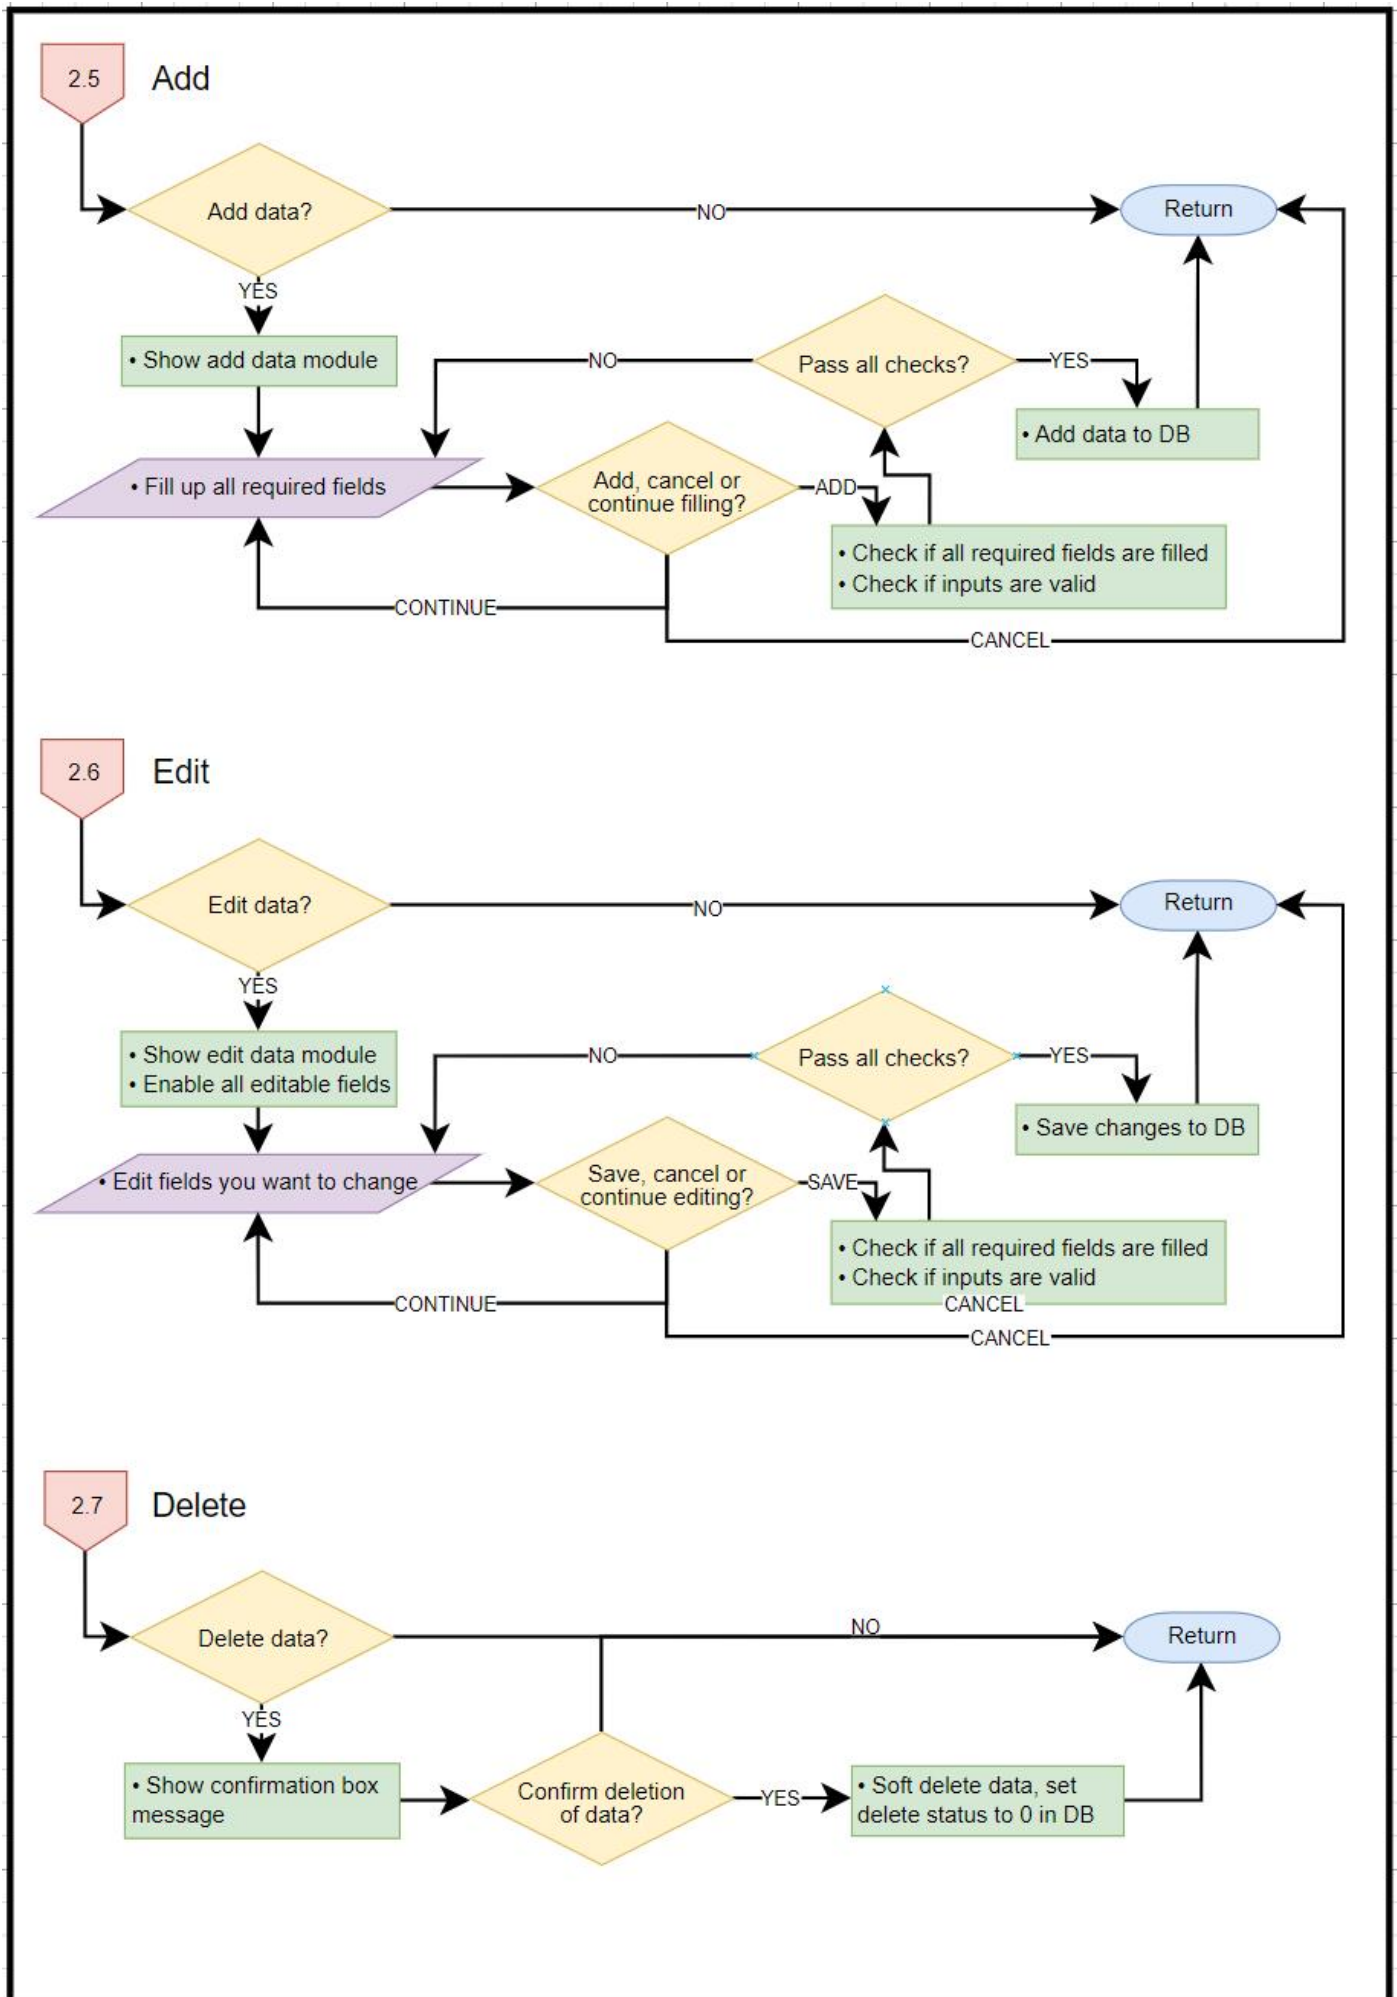 2.5
Add
Add data?
NO
Return
YES
• Show add data module
NO
Pass all checks?
YES
• Add data to DB
• Fill up all required fields
Add, cancel or
continue filling?
ADD
• Check if all required fields are filled
• Check if inputs are valid
CONTINUE
CANCEL
2.6
Edit
Edit data?
NO
Return
YES
• Show edit data module
• Enable all editable fields
NO
Pass all checks?
YES
• Save changes to DB
• Edit fields you want to change
Save, cancel or
continue editing?
SAVE
• Check if all required fields are filled
• Check if inputs are valid
CONTINUE
CANCEL
CANCEL
2.7
Delete
Delete data?
NO
Return
YES
• Show confirmation box
message
Confirm deletion
of data?
YES
• Soft delete data, set
delete status to 0 in DB